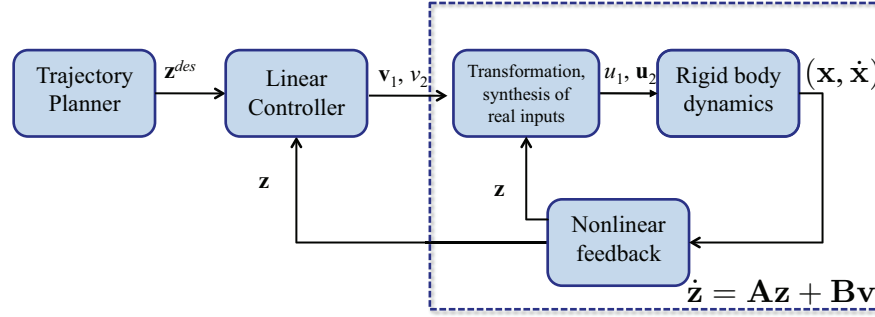 Trajectory
Planner
𝐳^{des}
Linear
Controller
𝐯₁, v₂
Transformation,
synthesis of
real inputs
u₁, 𝐮₂
Rigid body
dynamics
(𝐱, 𝐱̇)
𝐳
𝐳
Nonlinear
feedback
𝐳̇ = 𝐀𝐳 + 𝐁𝐯